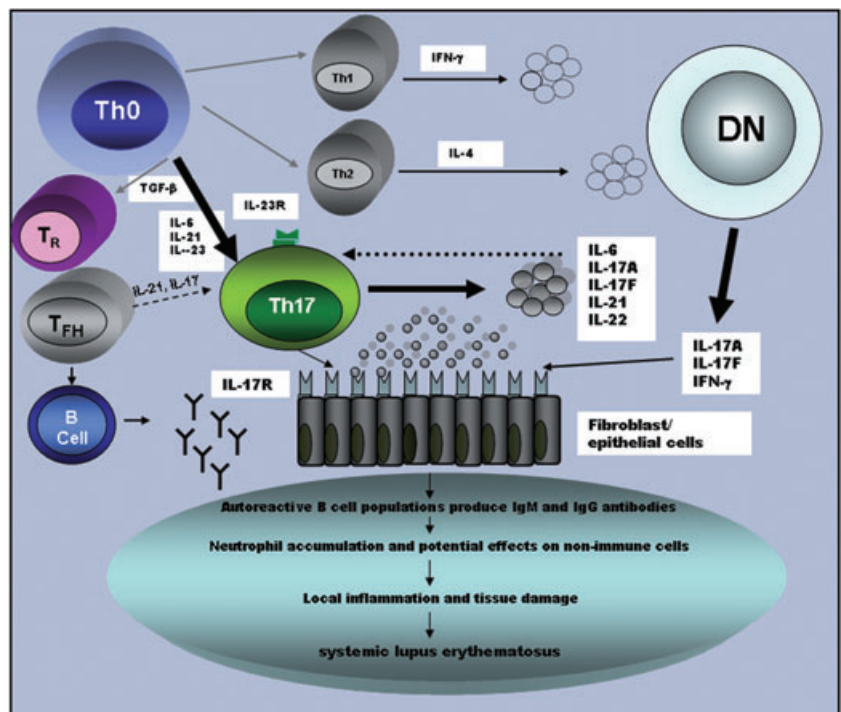 Th0
Th1
IFN-γ
DN
Th2
IL-4
TGF-β
IL-23R
IL-6
IL-21
IL--23
TR
IL-21, IL-17
TFH
Th17
IL-6
IL-17A
IL-17F
IL-21
IL-22
IL-17A
IL-17F
IFN-γ
IL-17R
B
Cell
Fibroblast/
epithelial cells
Autoreactive B cell populations produce IgM and IgG antibodies
Neutrophil accumulation and potential effects on non-immune cells
Local inflammation and tissue damage
systemic lupus erythematosus